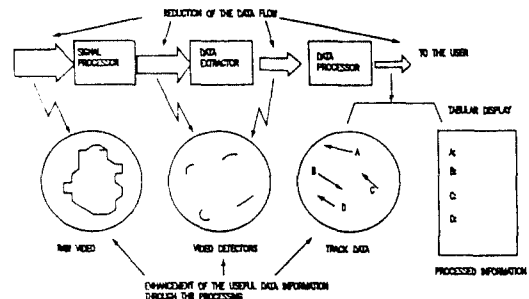 REDUCTION OF THE DATA FLOW
SIGNAL
PROCESSOR
DATA
EXTRACTOR
DATA
PROCESSOR
TO THE USER
TABULAR DISPLAY
A
B
C
D
A:
B:
C:
D:
RAW VIDEO
VIDEO DETECTORS
TRACK DATA
PROCESSED INFORMATION
ENHANCEMENT OF THE USEFUL DATA INFORMATION
THROUGH THR PROCESSING